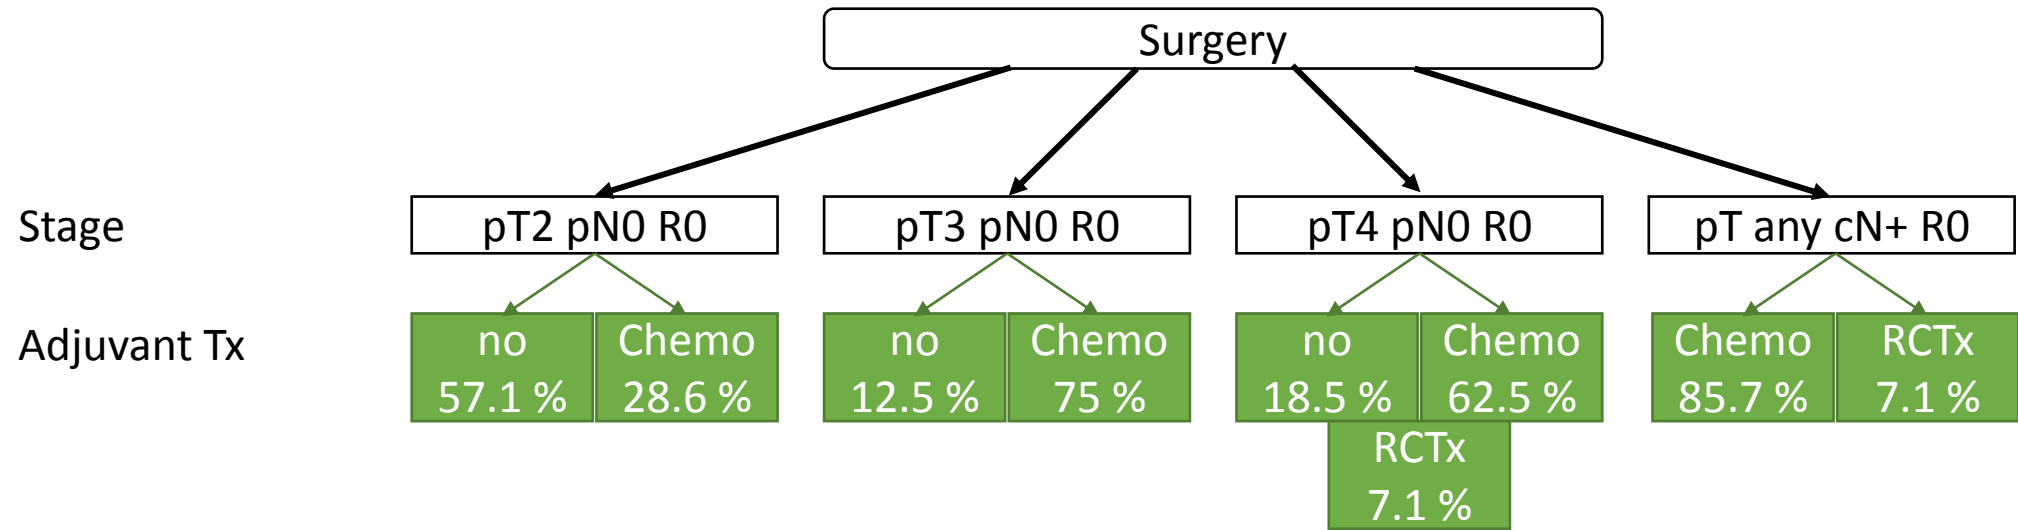 Surgery
Stage
pT2 pN0 R0
pT3 pN0 R0
pT4 pN0 R0
pT any cN+ R0
Adjuvant Tx
no
57.1 %
Chemo
28.6 %
no
12.5 %
Chemo
75 %
no
18.5 %
Chemo
62.5 %
RCTx
7.1 %
Chemo
85.7 %
RCTx
7.1 %